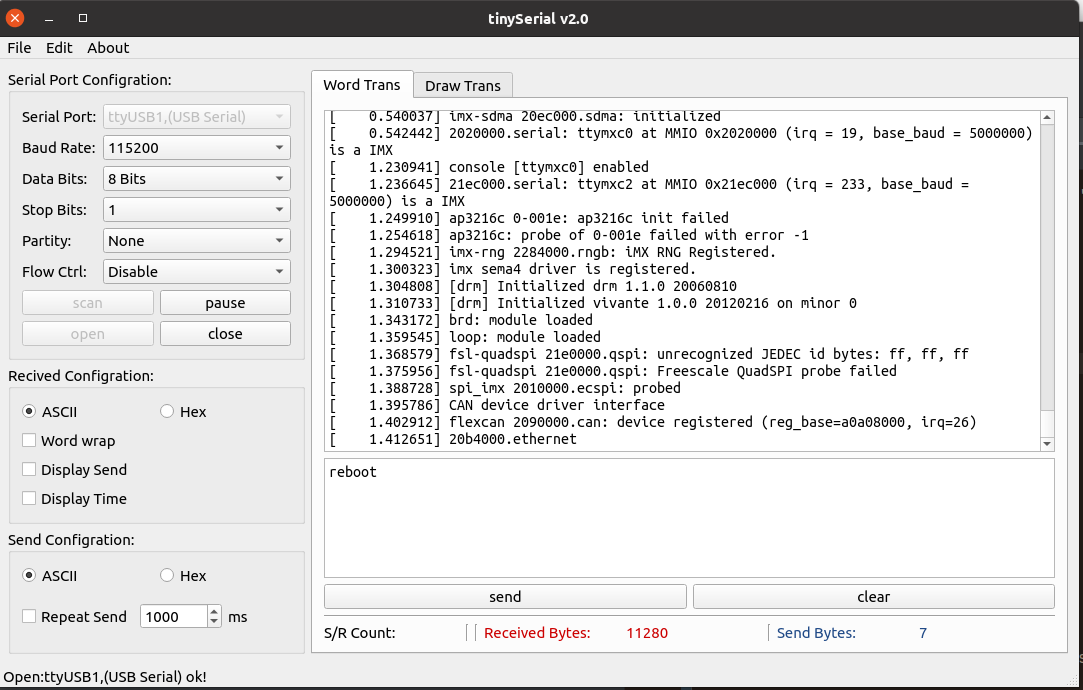 tinySerial v2.0
File Edit About
Serial Port Configration:
Serial Port: ttyUSB1,(USB Serial)
Baud Rate: 115200
Data Bits: 8 Bits
Stop Bits: 1
Partity: None
Flow Ctrl: Disable
scan pause
open close
Recived Configration:
ASCII Hex
Word wrap
Display Send
Display Time
Send Configration:
ASCII Hex
Repeat Send 1000 ms
Word Trans Draw Trans
[    0.540037] imx-sdma 20ec000.sdma: initialized
[    0.542442] 2020000.serial: ttymxc0 at MMIO 0x2020000 (irq = 19, base_baud = 5000000)
is a IMX
[    1.230941] console [ttymxc0] enabled
[    1.236645] 21ec000.serial: ttymxc2 at MMIO 0x21ec000 (irq = 233, base_baud =
5000000) is a IMX
[    1.249910] ap3216c 0-001e: ap3216c init failed
[    1.254618] ap3216c: probe of 0-001e failed with error -1
[    1.294521] imx-rng 2284000.rngb: iMX RNG Registered.
[    1.300323] imx sema4 driver is registered.
[    1.304808] [drm] Initialized drm 1.1.0 20060810
[    1.310733] [drm] Initialized vivante 1.0.0 20120216 on minor 0
[    1.343172] brd: module loaded
[    1.359545] loop: module loaded
[    1.368579] fsl-quadspi 21e0000.qspi: unrecognized JEDEC id bytes: ff, ff, ff
[    1.375956] fsl-quadspi 21e0000.qspi: Freescale QuadSPI probe failed
[    1.388728] spi_imx 2010000.ecspi: probed
[    1.395786] CAN device driver interface
[    1.402912] flexcan 2090000.can: device registered (reg_base=a0a08000, irq=26)
[    1.412651] 20b4000.ethernet
reboot
send clear
S/R Count: Received Bytes: 11280 Send Bytes: 7
Open:ttyUSB1,(USB Serial) ok!